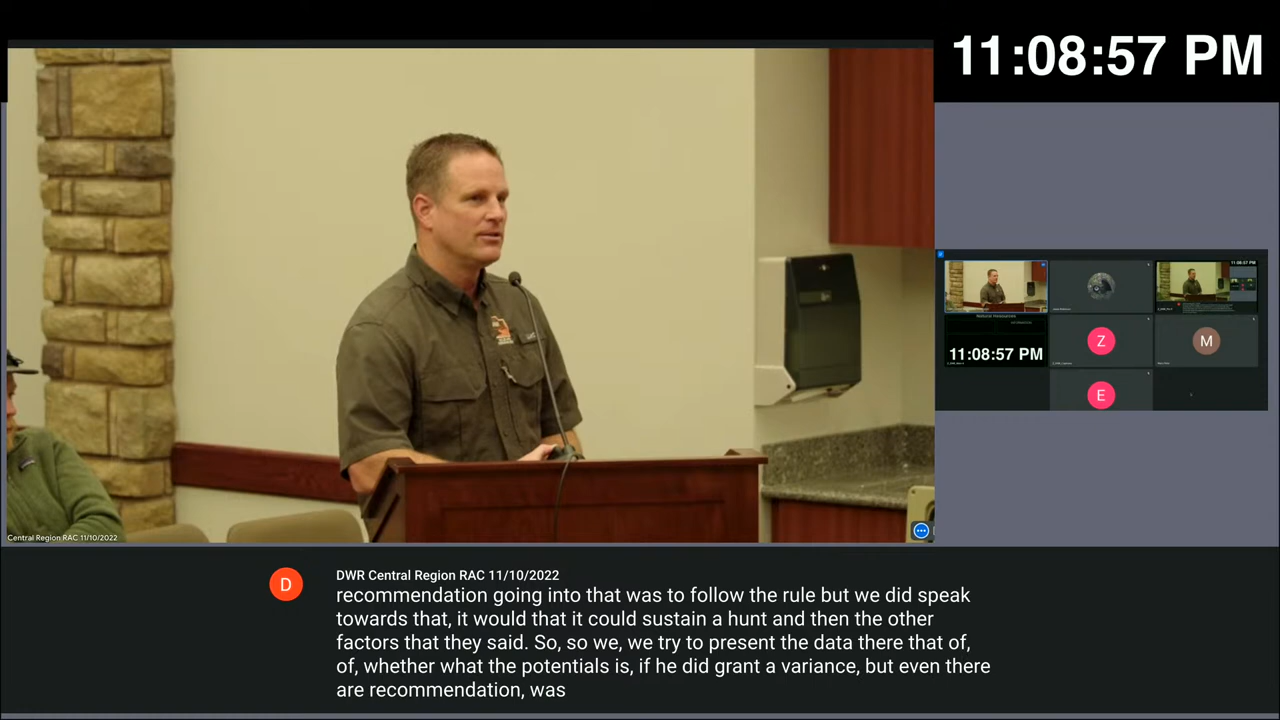 11:08:57 PM
11:08:57 PM
Z
M
E
Central Region RAC 11/10/2022
D
DWR Central Region RAC 11/10/2022
recommendation going into that was to follow the rule but we did speak
towards that, it would that it could sustain a hunt and then the other
factors that they said. So, so we, we try to present the data there that of,
of, whether what the potentials is, if he did grant a variance, but even there
are recommendation, was